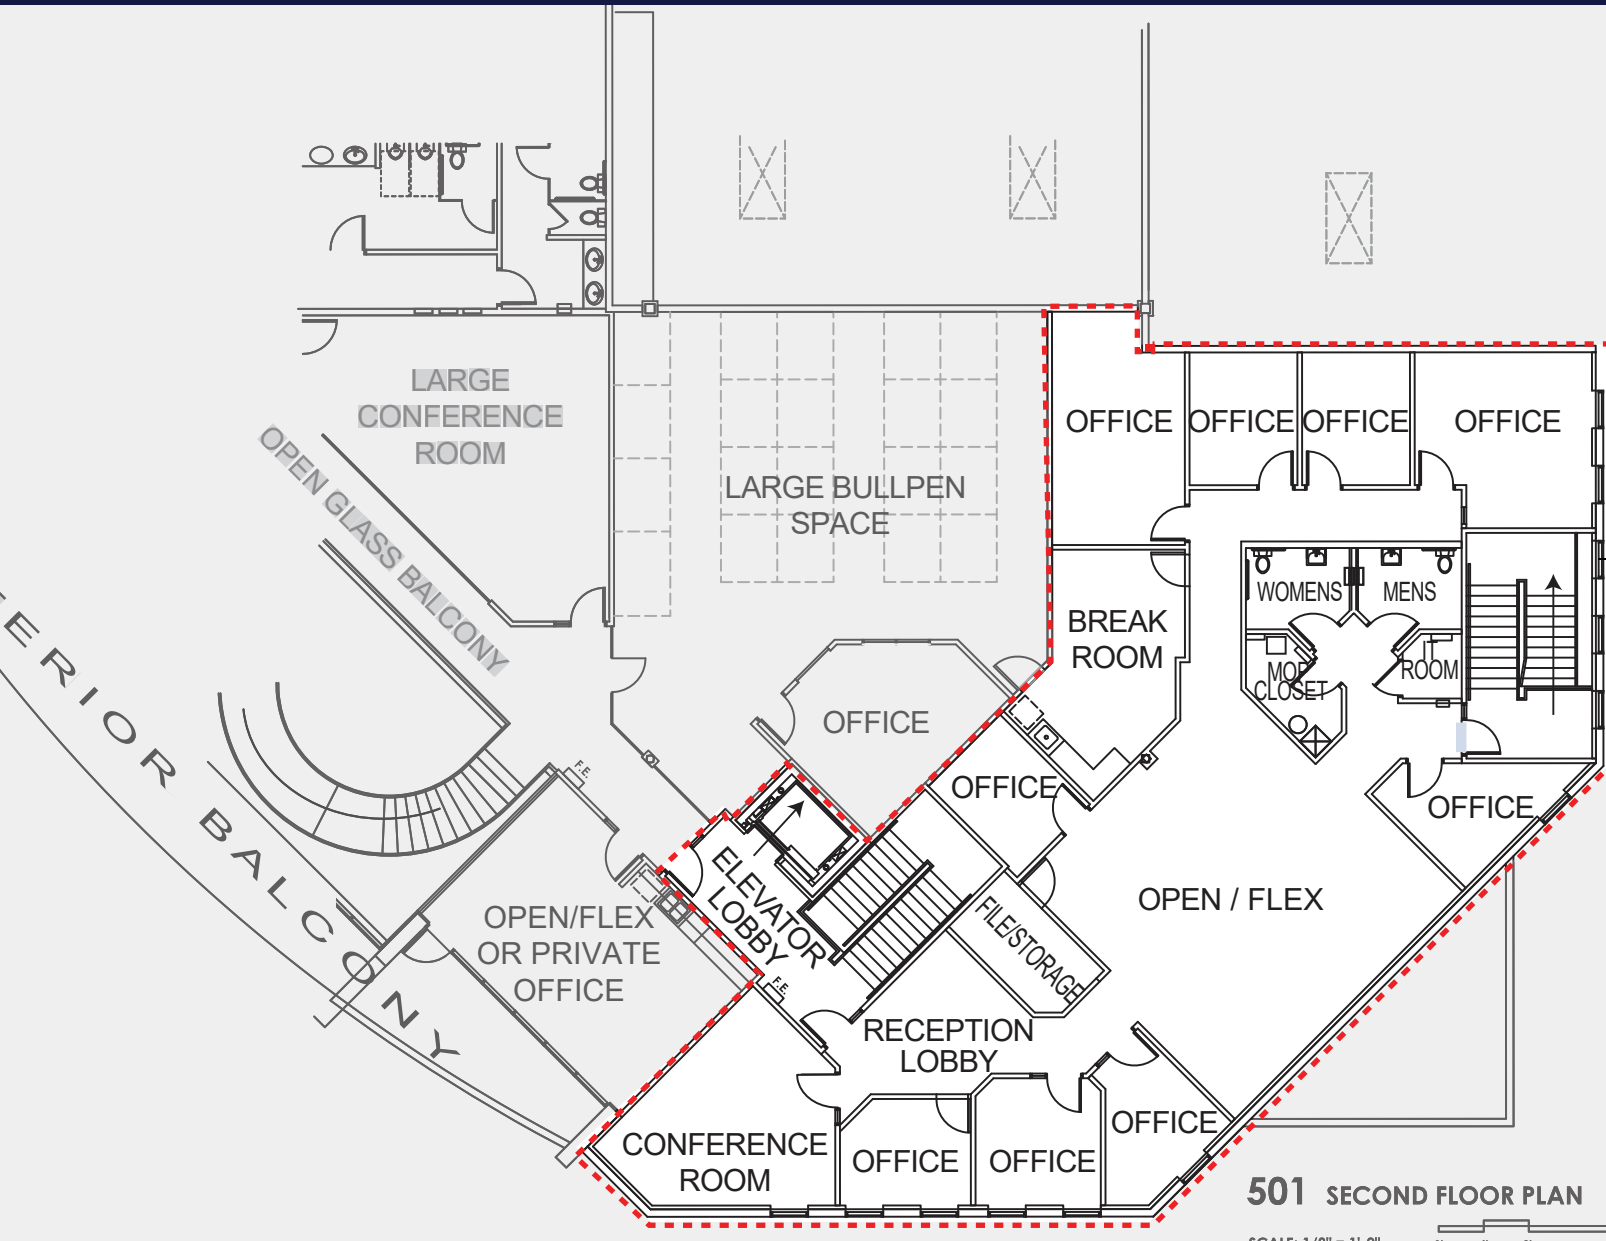 LARGE
CONFERENCE
ROOM
OPEN GLASS BALCONY
LARGE BULLPEN
SPACE
OFFICE
OFFICE
OFFICE
OFFICE
OFFICE
BREAK
ROOM
WOMENS
MENS
MOP
CLOSET
IT
ROOM
OFFICE
OFFICE
OFFICE
F.E.
ELEVATOR
LOBBY
OPEN/FLEX
OR PRIVATE
OFFICE
FILE/STORAGE
OPEN / FLEX
F.E.
RECEPTION
LOBBY
ERIOR BALCONY
CONFERENCE
ROOM
OFFICE
OFFICE
OFFICE
501 SECOND FLOOR PLAN